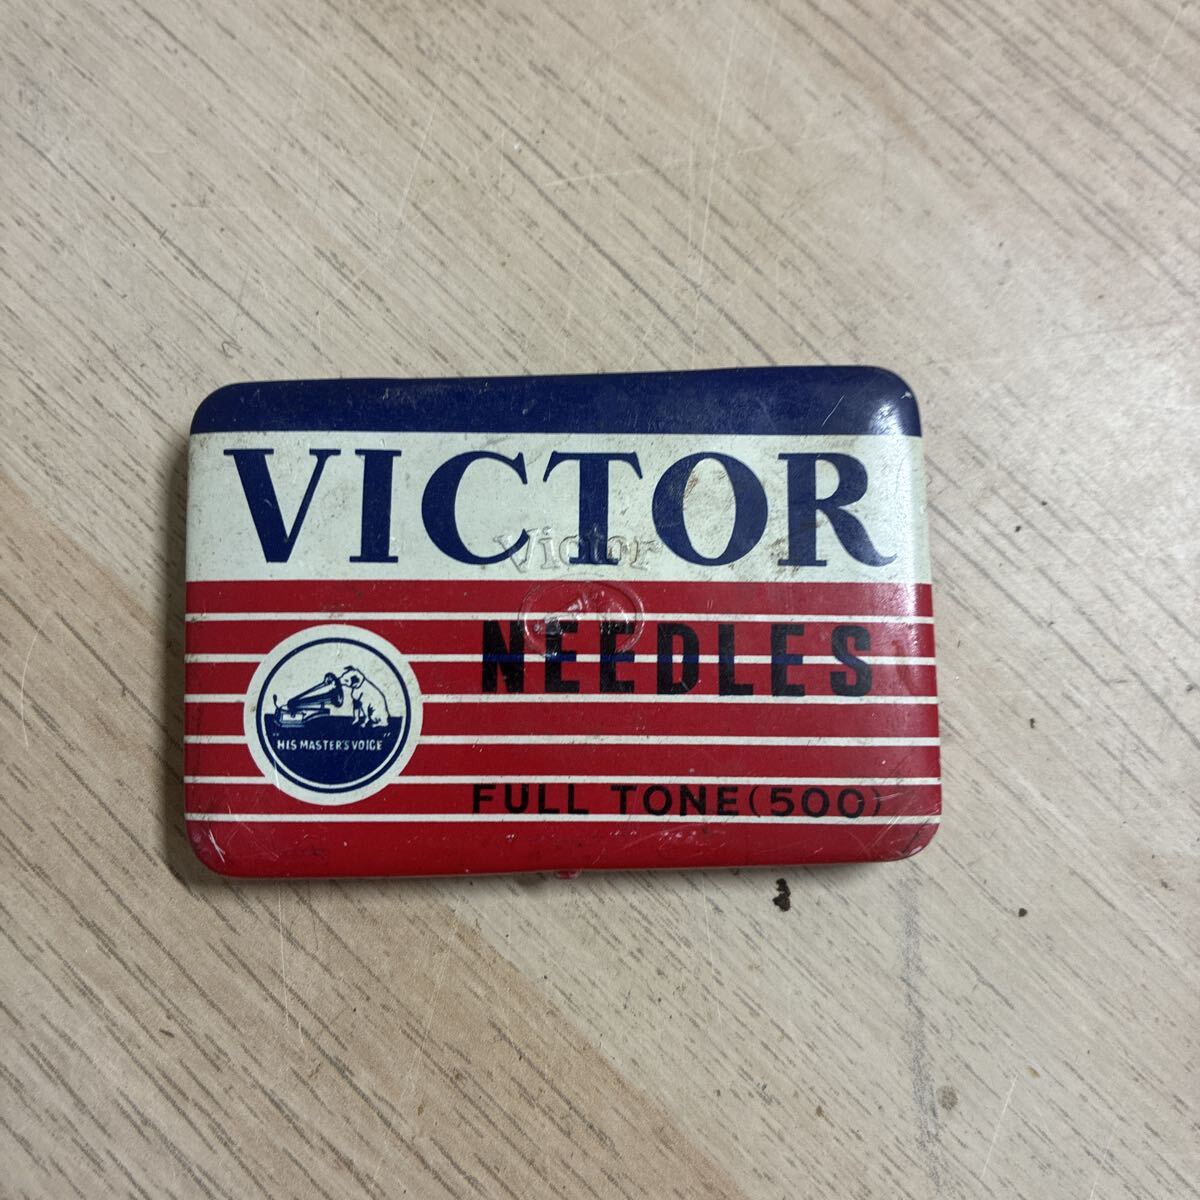 VICTOR
Victor
NEEDLES
"HIS MASTER'S VOICE"
FULL TONE (500)